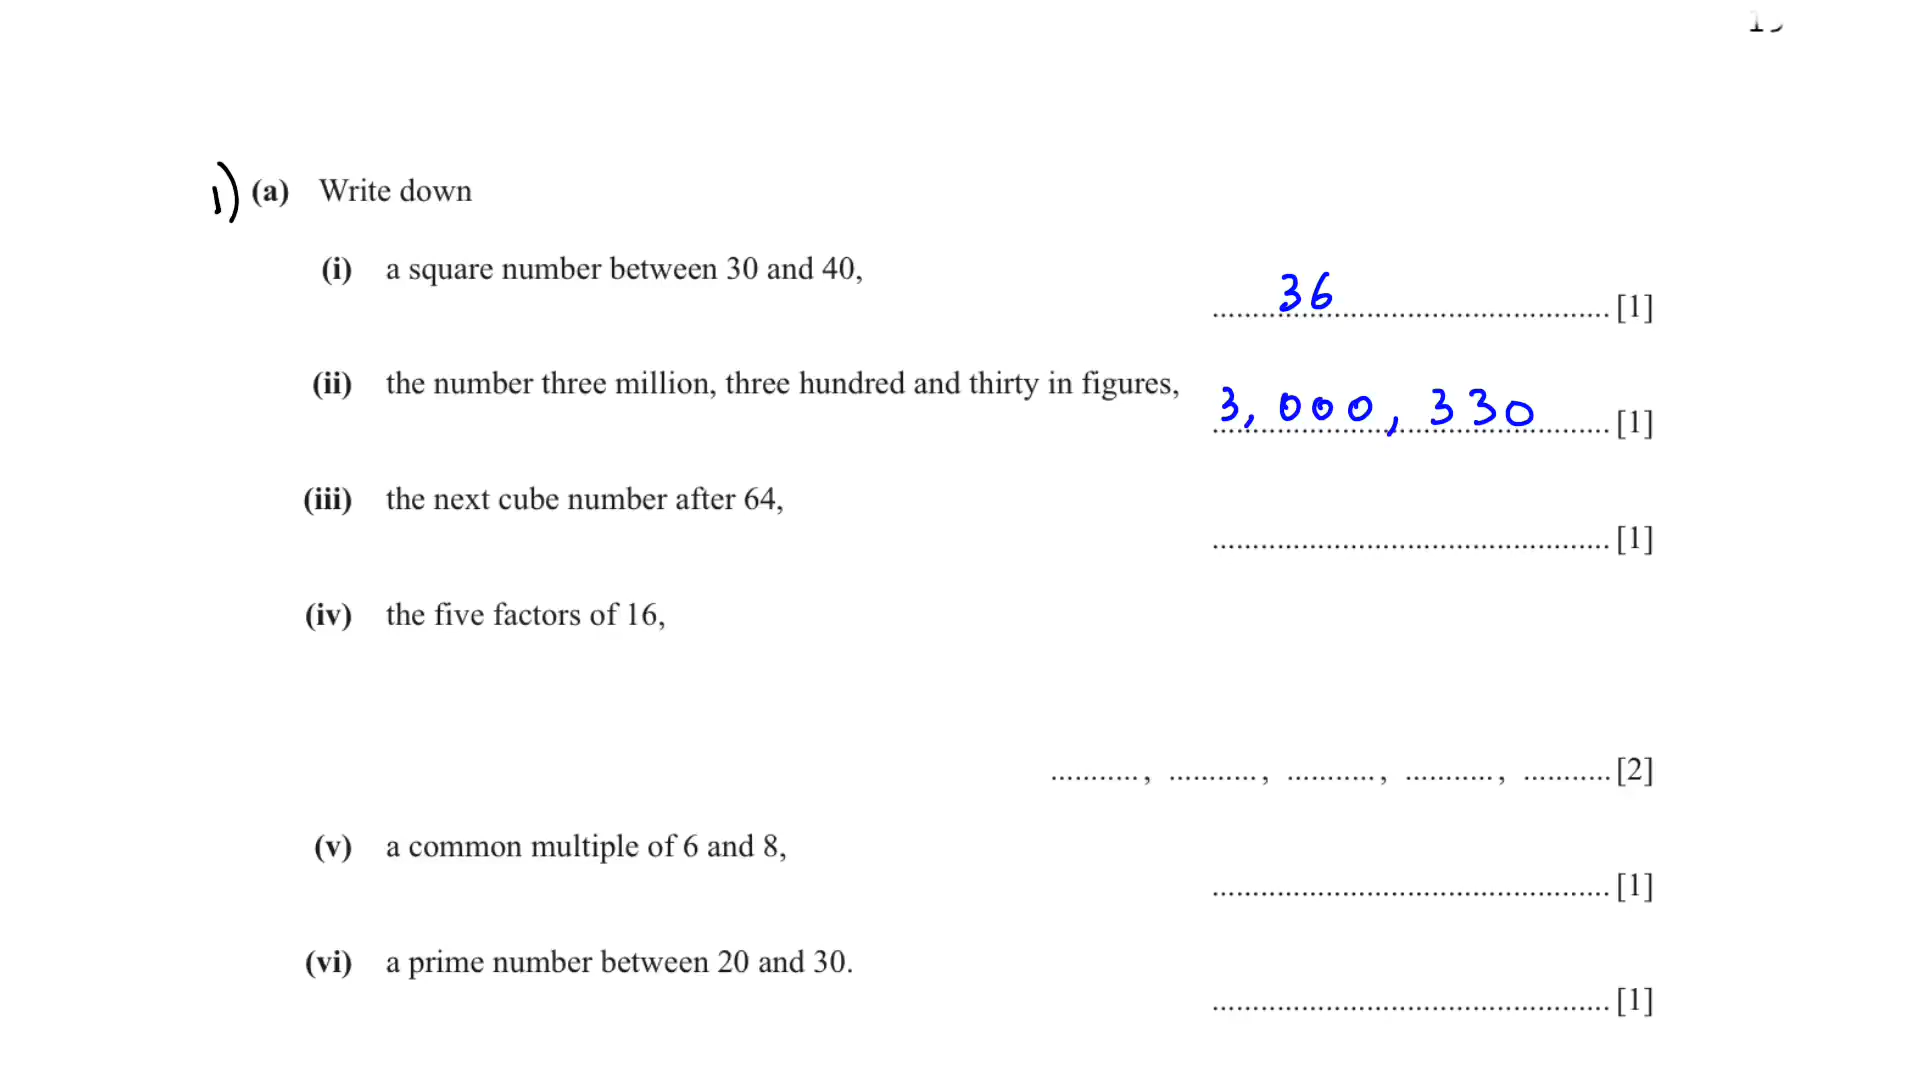 1) (a) Write down
(i) a square number between 30 and 40,
36
.................................................. [1]
(ii) the number three million, three hundred and thirty in figures,
3,000,330
.................................................. [1]
(iii) the next cube number after 64,
.................................................. [1]
(iv) the five factors of 16,
........... , ........... , ........... , ........... , ........... [2]
(v) a common multiple of 6 and 8,
.................................................. [1]
(vi) a prime number between 20 and 30.
.................................................. [1]